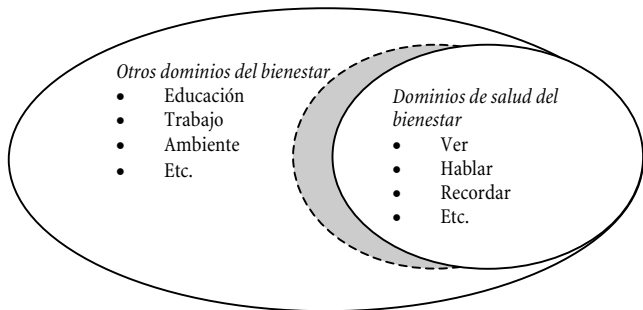 Otros dominios del bienestar
• Educación
• Trabajo
• Ambiente
• Etc.
Dominios de salud del
bienestar
• Ver
• Hablar
• Recordar
• Etc.